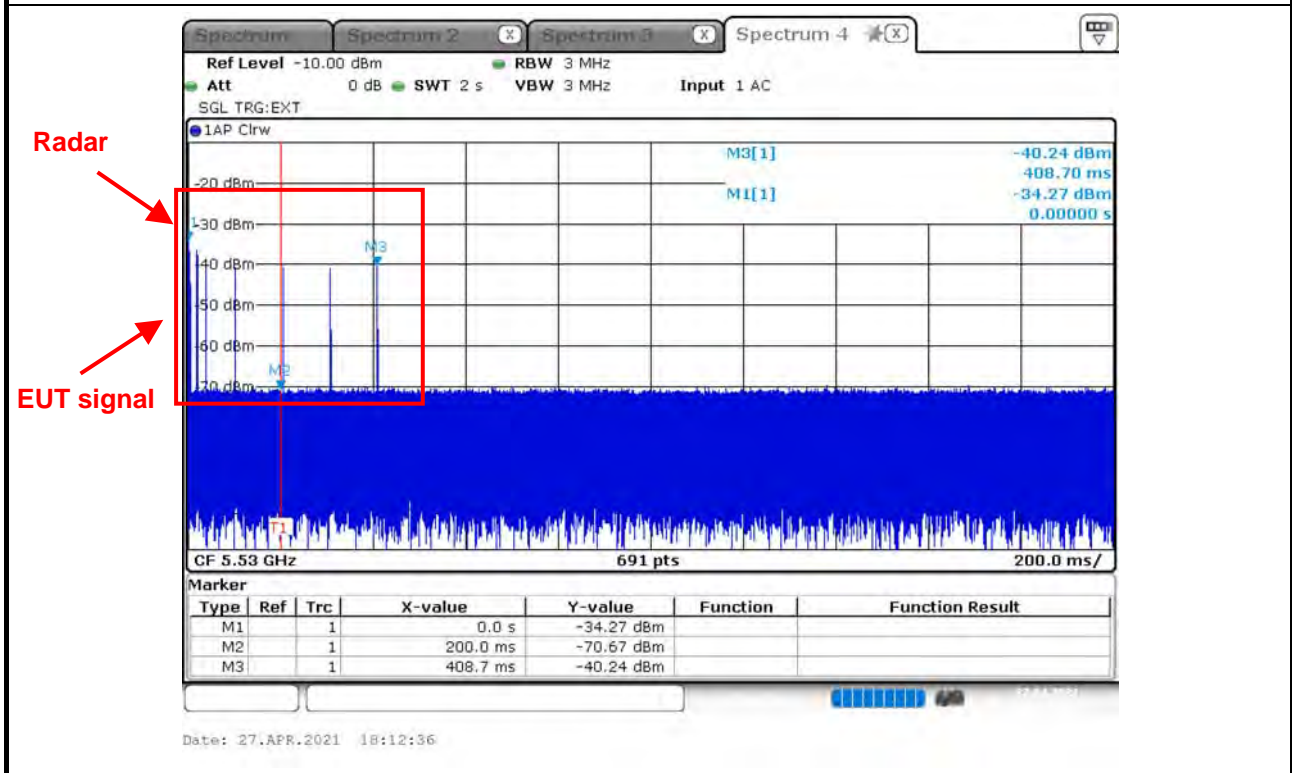 Spectrum Spectrum 2 X Spectrum 3 X Spectrum 4 X
Ref Level -10.00 dBm RBW 3 MHz
Att 0 dB SWT 2 s VBW 3 MHz Input 1 AC
SGL TRG:EXT
1AP Clrw
Radar
EUT signal
M3[1] -40.24 dBm
408.70 ms
M1[1] -34.27 dBm
0.00000 s
-20 dBm
-30 dBm
-40 dBm
-50 dBm
-60 dBm
-70 dBm
M3
M2
T1
CF 5.53 GHz 691 pts 200.0 ms/
Marker
Type Ref Trc X-value Y-value Function Function Result
M1 1 0.0 s -34.27 dBm
M2 1 200.0 ms -70.67 dBm
M3 1 408.7 ms -40.24 dBm
Date: 27.APR.2021 18:12:36